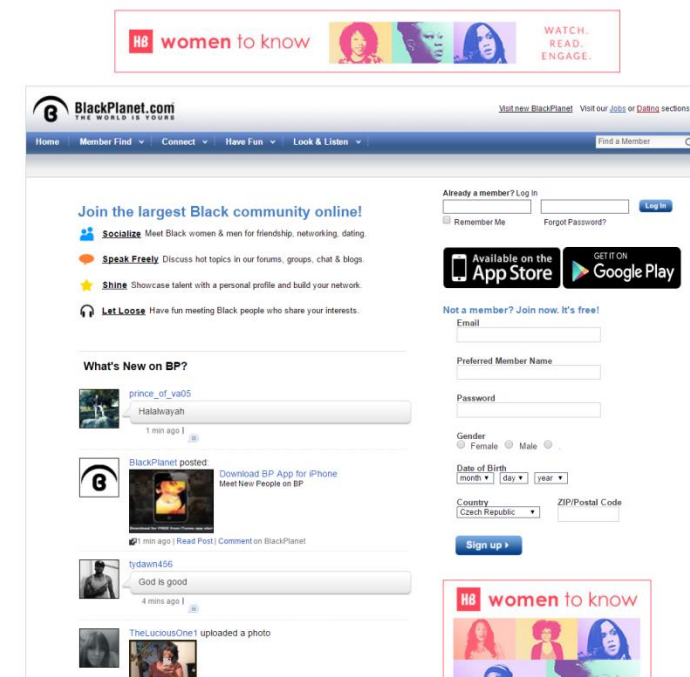 HB women to know
WATCH.
READ.
ENGAGE.
BlackPlanet.com
THE WORLD IS YOURS
Visit new BlackPlanet Visit our Jobs or Dating sections
Home Member Find Connect Have Fun Look & Listen
Find a Member
Join the largest Black community online!
Socialize Meet Black women & men for friendship, networking, dating.
Speak Freely Discuss hot topics in our forums, groups, chat & blogs.
Shine Showcase talent with a personal profile and build your network.
Let Loose Have fun meeting Black people who share your interests.
What's New on BP?
prince_of_va05
Halalwayah
1 min ago |
BlackPlanet posted:
Download BP App for iPhone
Meet New People on BP
1 min ago | Read Post | Comment on BlackPlanet
tydawn456
God is good
4 mins ago |
TheLuciousOne1 uploaded a photo
Already a member? Log In
Log in
Remember Me Forgot Password?
Available on the
App Store
GET IT ON
Google Play
Not a member? Join now. It's free!
Email
Preferred Member Name
Password
Gender
Female Male .
Date of Birth
month day year
Country ZIP/Postal Code
Czech Republic
Sign up
HB women to know